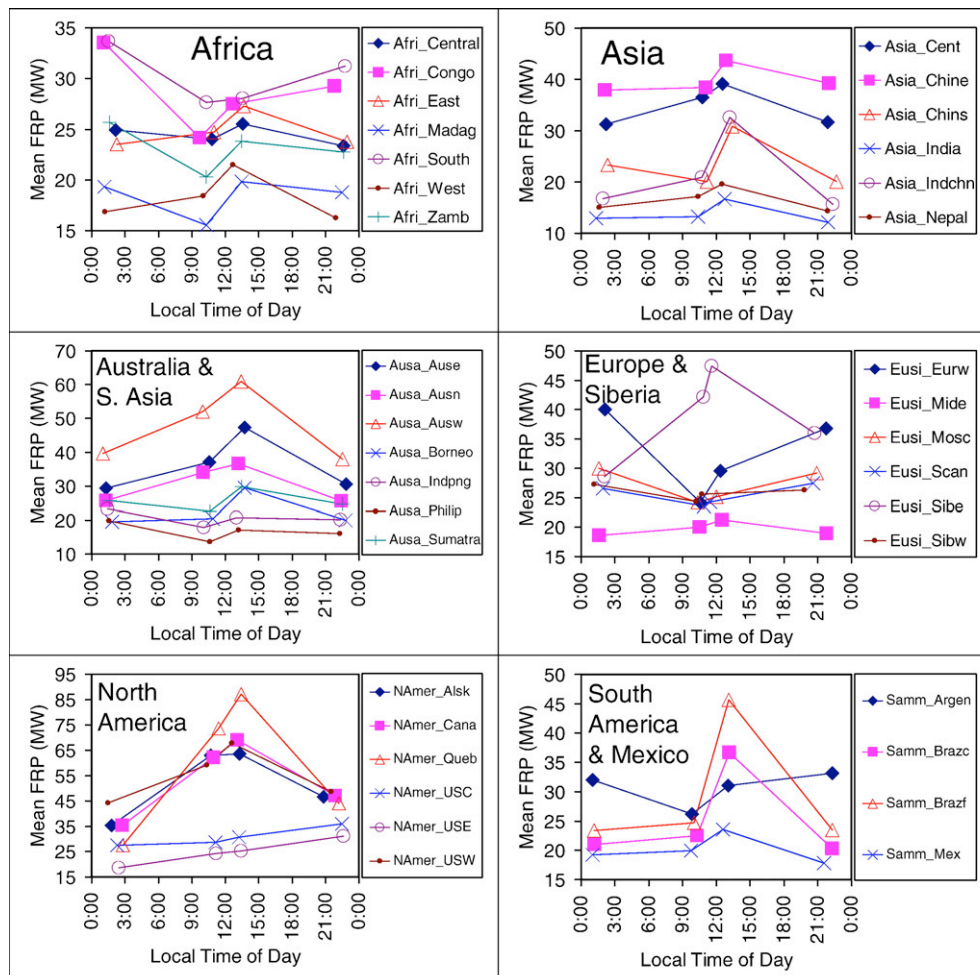 Africa
Mean FRP (MW)
35
30
25
20
15
0:00
3:00
6:00
9:00
12:00
15:00
18:00
21:00
0:00
Local Time of Day
Afri_Central
Afri_Congo
Afri_East
Afri_Madag
Afri_South
Afri_West
Afri_Zamb
Asia
Mean FRP (MW)
50
40
30
20
10
0:00
3:00
6:00
9:00
12:00
15:00
18:00
21:00
0:00
Local Time of Day
Asia_Cent
Asia_Chine
Asia_Chins
Asia_India
Asia_Indchn
Asia_Nepal
Australia &
S. Asia
Mean FRP (MW)
70
60
50
40
30
20
10
0:00
3:00
6:00
9:00
12:00
15:00
18:00
21:00
0:00
Local Time of Day
Ausa_Ause
Ausa_Ausn
Ausa_Ausw
Ausa_Borneo
Ausa_Indpng
Ausa_Philip
Ausa_Sumatra
Europe &
Siberia
Mean FRP (MW)
50
45
40
35
30
25
20
15
0:00
3:00
6:00
9:00
12:00
15:00
18:00
21:00
0:00
Local Time of Day
Eusi_Eurw
Eusi_Mide
Eusi_Mosc
Eusi_Scan
Eusi_Sibe
Eusi_Sibw
North
America
Mean FRP (MW)
95
85
75
65
55
45
35
25
15
0:00
3:00
6:00
9:00
12:00
15:00
18:00
21:00
0:00
Local Time of Day
NAmer_Alsk
NAmer_Cana
NAmer_Queb
NAmer_USC
NAmer_USE
NAmer_USW
South
America
& Mexico
Mean FRP (MW)
50
45
40
35
30
25
20
15
0:00
3:00
6:00
9:00
12:00
15:00
18:00
21:00
0:00
Local Time of Day
Samm_Argen
Samm_Brazc
Samm_Brazf
Samm_Mex